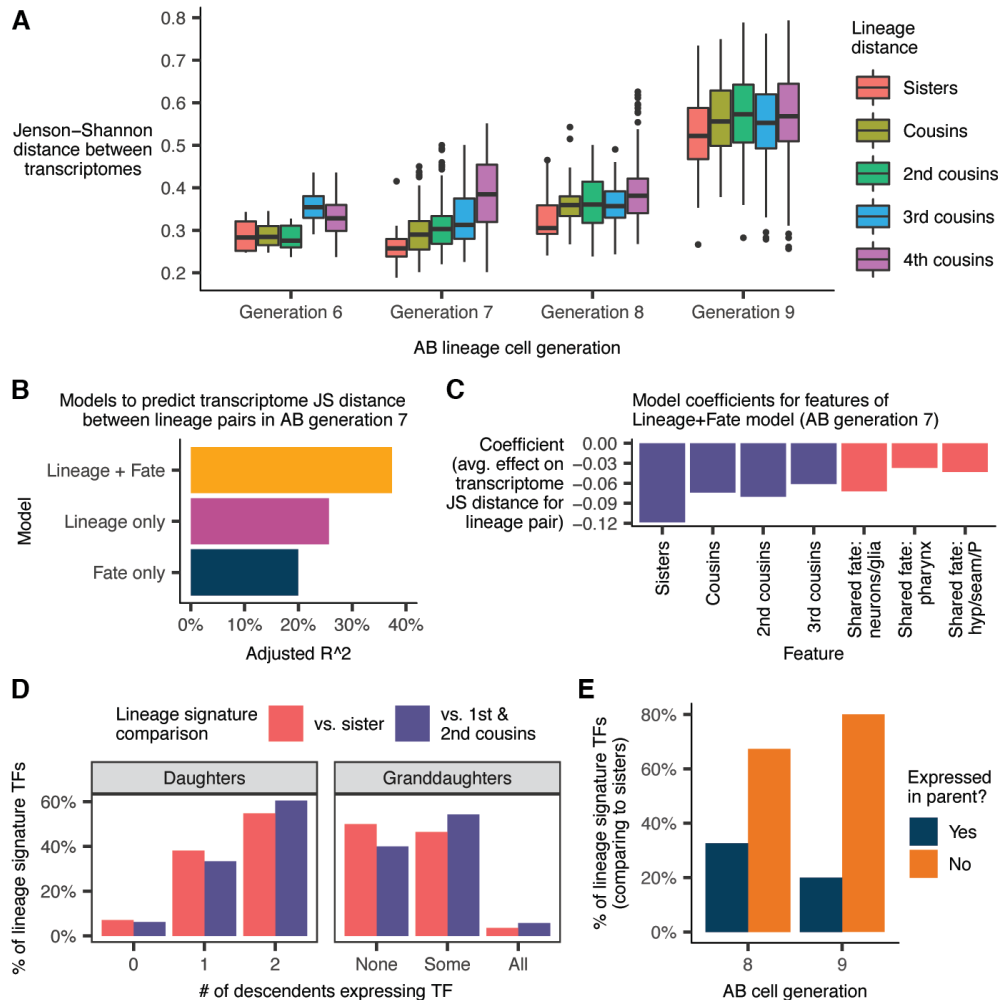 A
Jenson−Shannon
distance between
transcriptomes
0.8
0.7
0.6
0.5
0.4
0.3
0.2
Generation 6
Generation 7
Generation 8
Generation 9
AB lineage cell generation
Lineage
distance
Sisters
Cousins
2nd cousins
3rd cousins
4th cousins
B
Models to predict transcriptome JS distance
between lineage pairs in AB generation 7
Model
Lineage + Fate
Lineage only
Fate only
0%
10%
20%
30%
40%
Adjusted R^2
C
Model coefficients for features of
Lineage+Fate model (AB generation 7)
Coefficient
(avg. effect on
transcriptome
JS distance for
lineage pair)
0.00
−0.03
−0.06
−0.09
−0.12
Sisters
Cousins
2nd cousins
3rd cousins
Shared fate:
neurons/glia
Shared fate:
pharynx
Shared fate:
hyp/seam/P
Feature
D
Lineage signature
comparison
vs. sister
vs. 1st &
2nd cousins
% of lineage signature TFs
Daughters
Granddaughters
60%
40%
20%
0%
0
1
2
None
Some
All
# of descendents expressing TF
E
% of lineage signature TFs
(comparing to sisters)
80%
60%
40%
20%
0%
8
9
AB cell generation
Expressed
in parent?
Yes
No